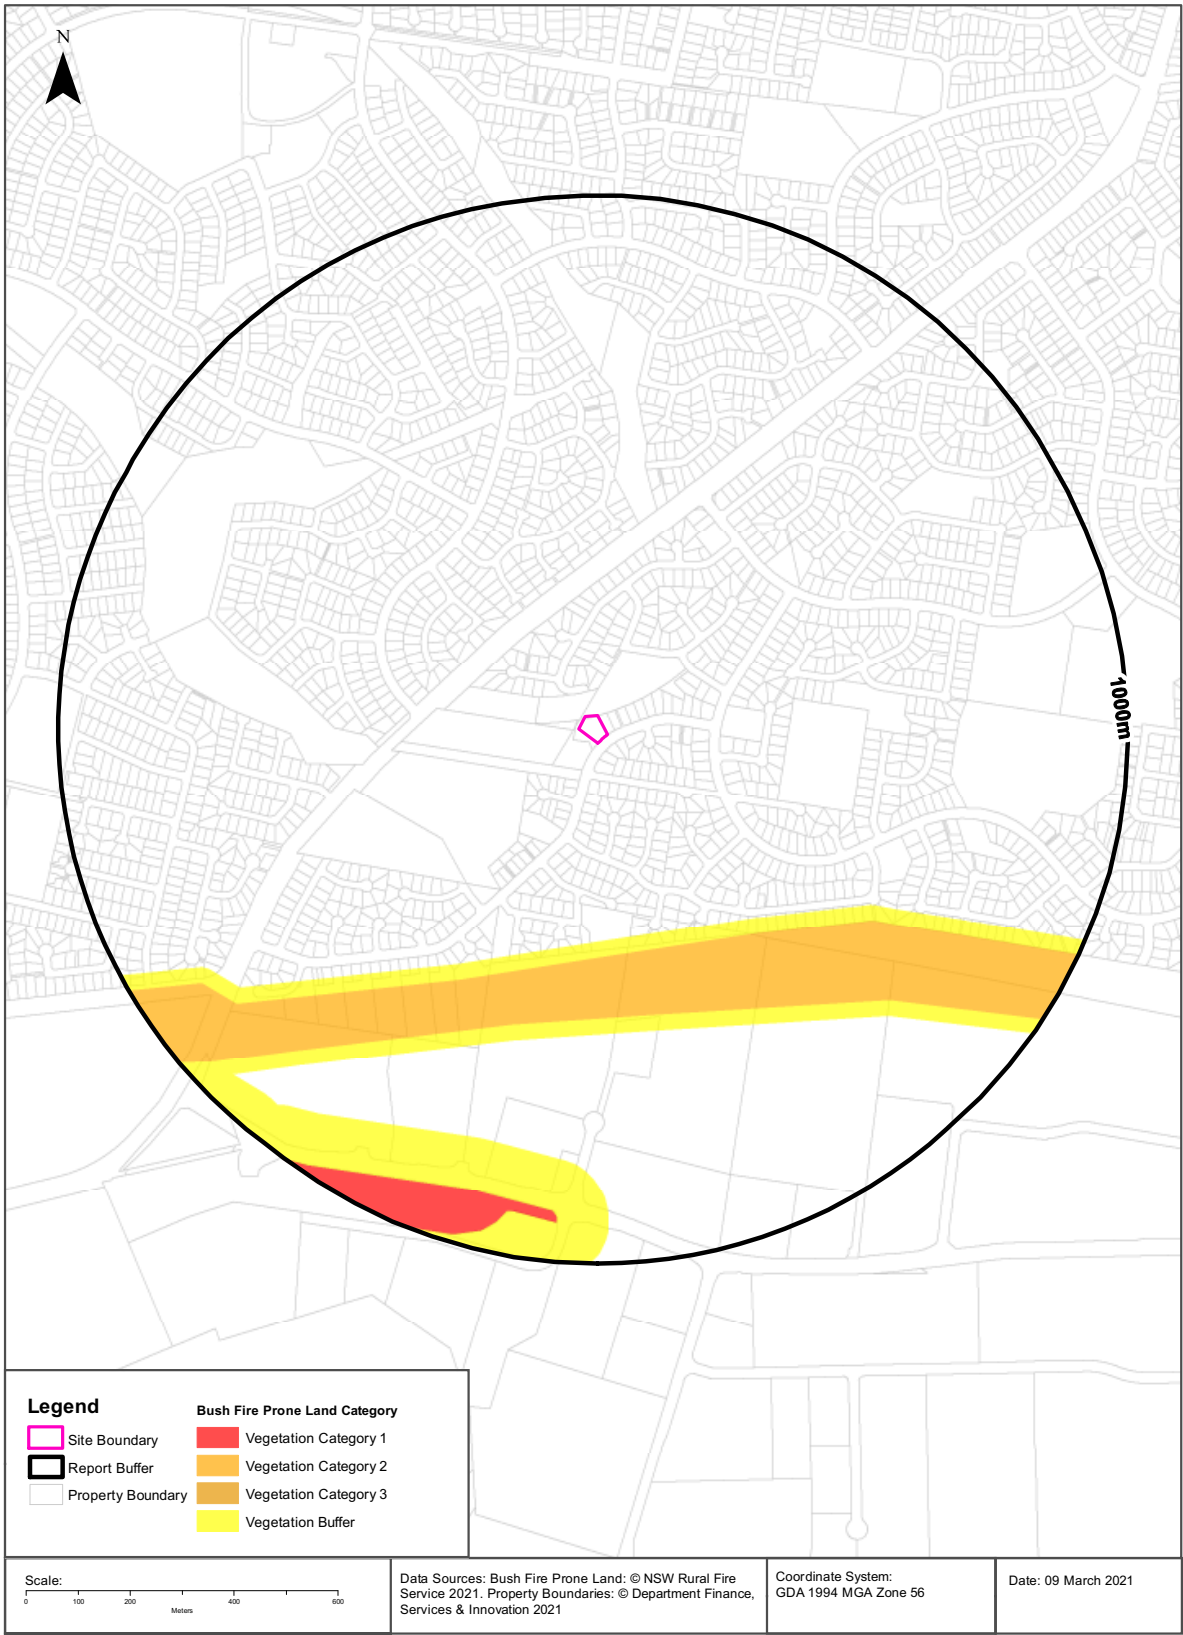 N
1000m
Legend
Site Boundary
Report Buffer
Property Boundary
Bush Fire Prone Land Category
Vegetation Category 1
Vegetation Category 2
Vegetation Category 3
Vegetation Buffer
Scale:
0 100 200 400 600
Meters
Data Sources: Bush Fire Prone Land: © NSW Rural Fire
Service 2021. Property Boundaries: © Department Finance,
Services & Innovation 2021
Coordinate System:
GDA 1994 MGA Zone 56
Date: 09 March 2021